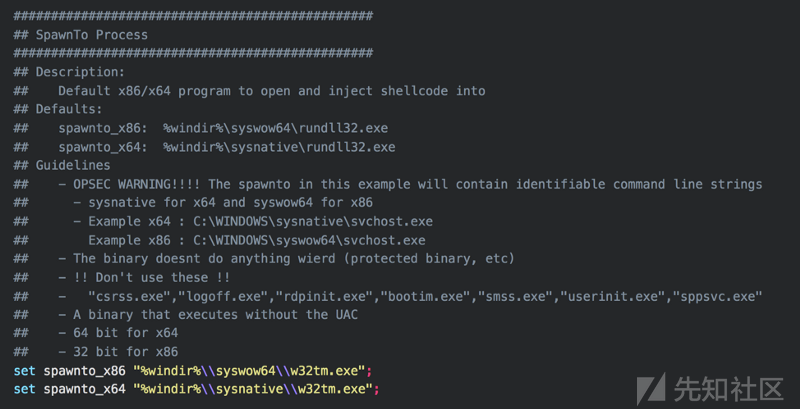 ################################################
## SpawnTo Process
################################################
## Description:
##    Default x86/x64 program to open and inject shellcode into
## Defaults:
##    spawnto_x86:  %windir%\syswow64\rundll32.exe
##    spawnto_x64:  %windir%\sysnative\rundll32.exe
## Guidelines
##    - OPSEC WARNING!!!! The spawnto in this example will contain identifiable command line strings
##      - sysnative for x64 and syswow64 for x86
##      - Example x64 : C:\WINDOWS\sysnative\svchost.exe
##        Example x86 : C:\WINDOWS\syswow64\svchost.exe
##    - The binary doesnt do anything wierd (protected binary, etc)
##    - !! Don't use these !!
##    -   "csrss.exe","logoff.exe","rdpinit.exe","bootim.exe","smss.exe","userinit.exe","sppsvc.exe"
##    - A binary that executes without the UAC
##    - 64 bit for x64
##    - 32 bit for x86
set spawnto_x86 "%windir%\\syswow64\\w32tm.exe";
set spawnto_x64 "%windir%\\sysnative\\w32tm.exe";
先知社区